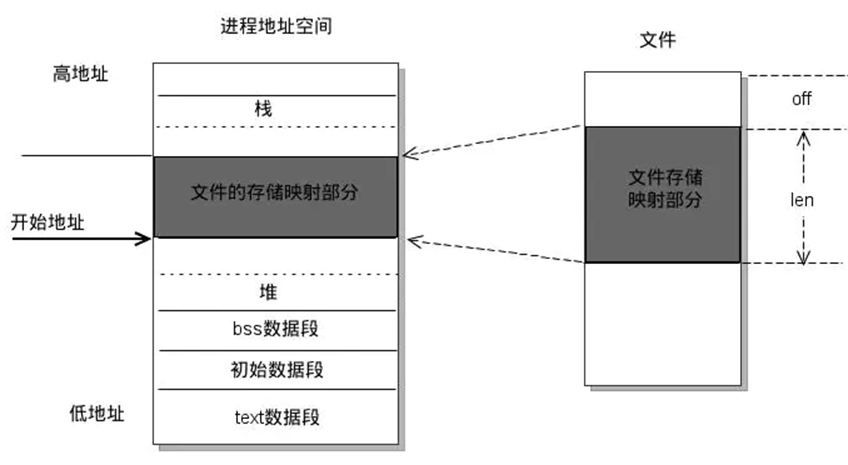 进程地址空间
文件
高地址
栈
off
文件的存储映射部分
文件存储
映射部分
len
开始地址
堆
bss数据段
初始数据段
低地址
text数据段